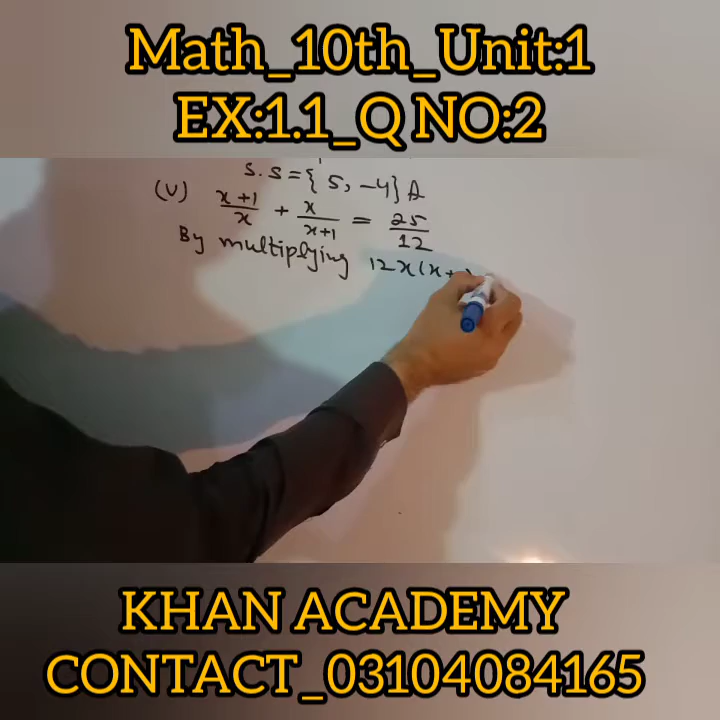 Math_10th_Unit:1
EX:1.1_Q NO:2
S.S = { 5, -4} A
(V) x+1/x + x/x+1 = 25/12
By multiplying 12x(x+
KHAN ACADEMY
CONTACT_03104084165